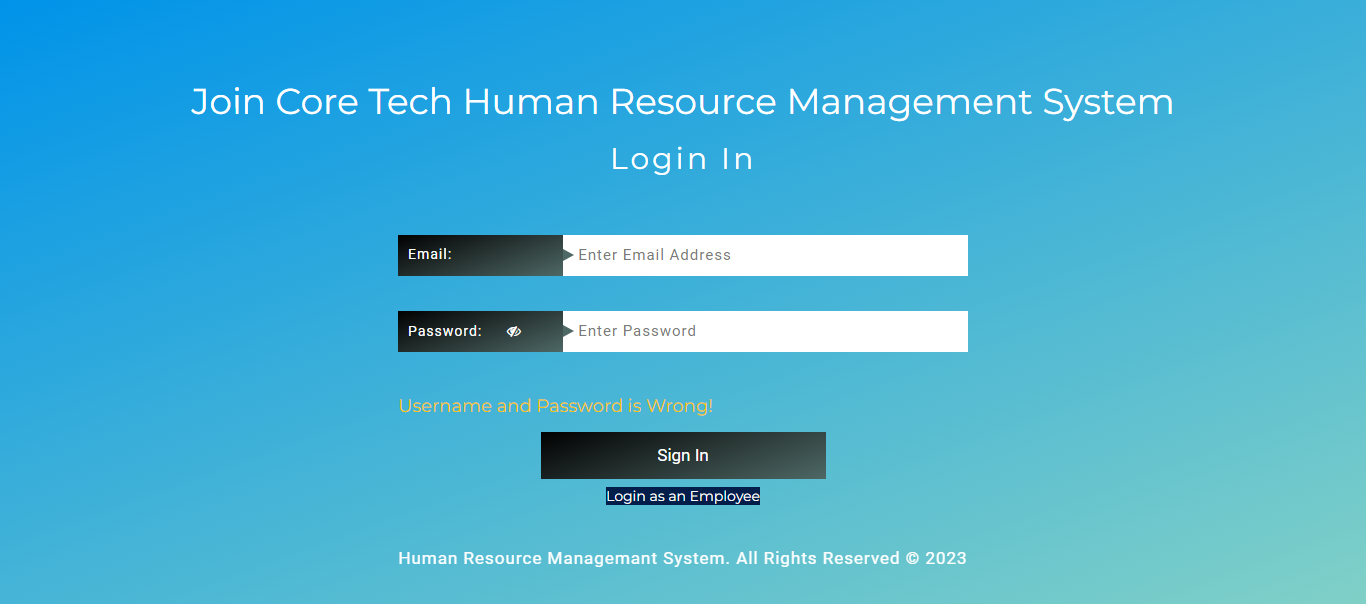 Join Core Tech Human Resource Management System
Login In
Email:
Enter Email Address
Password:
Enter Password
Username and Password is Wrong!
Sign In
Login as an Employee
Human Resource Managemant System. All Rights Reserved © 2023